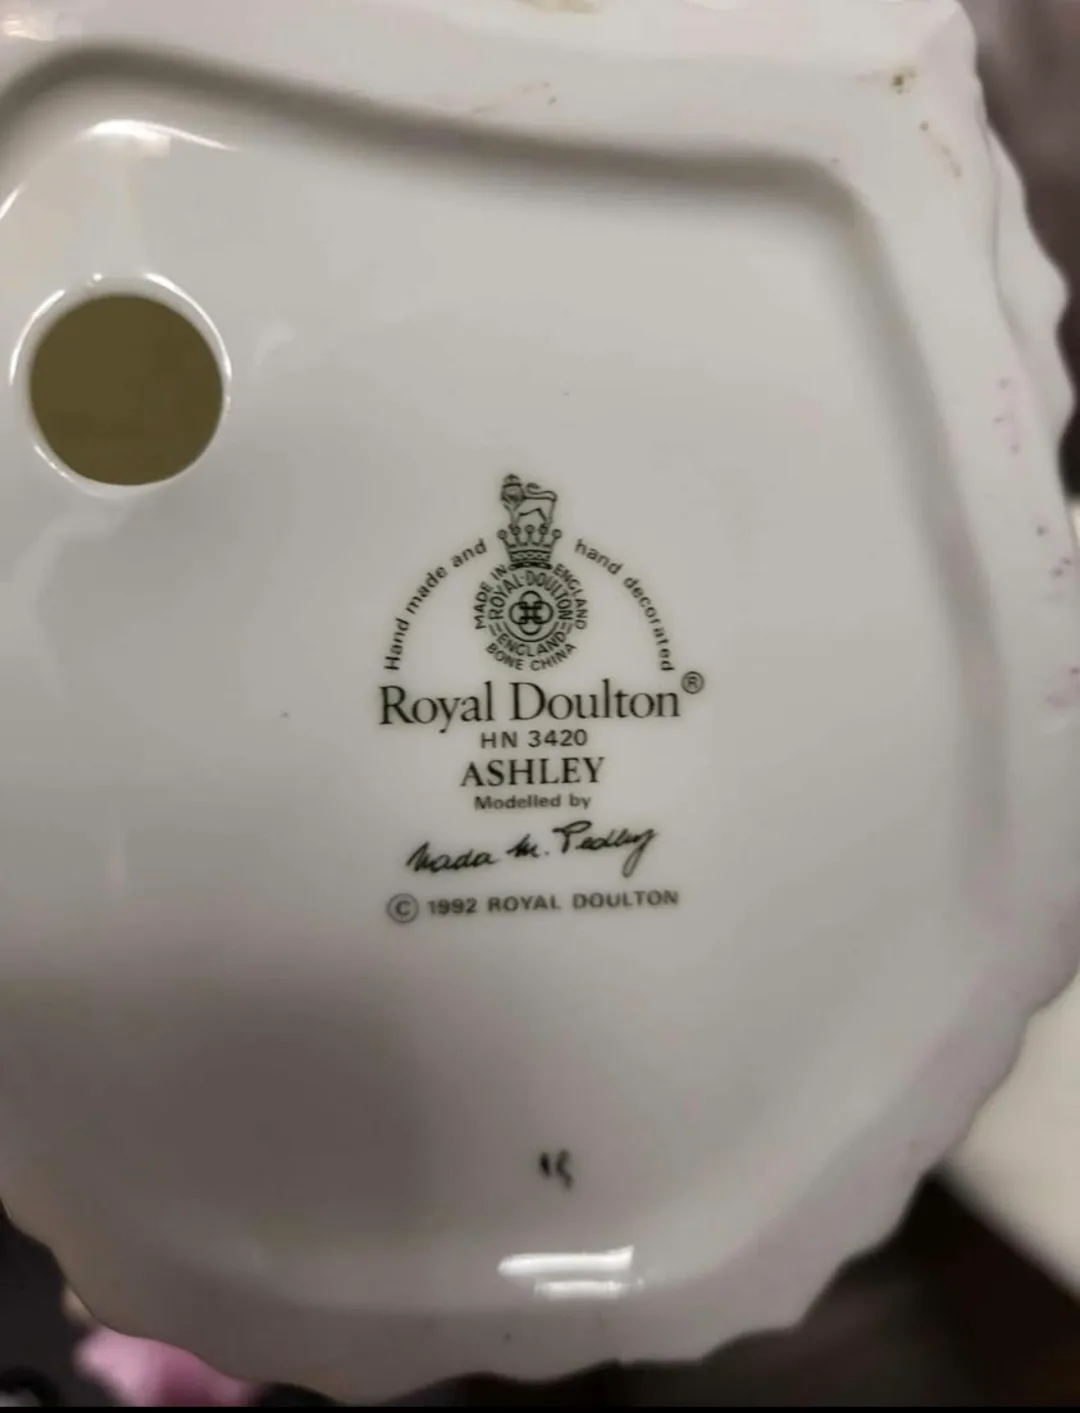 Hand made and hand decorated
MADE IN ENGLAND
ROYAL·DOULTON
ENGLAND
BONE CHINA
Royal Doulton®
HN 3420
ASHLEY
Modelled by
Nada M. Pedley
© 1992 ROYAL DOULTON